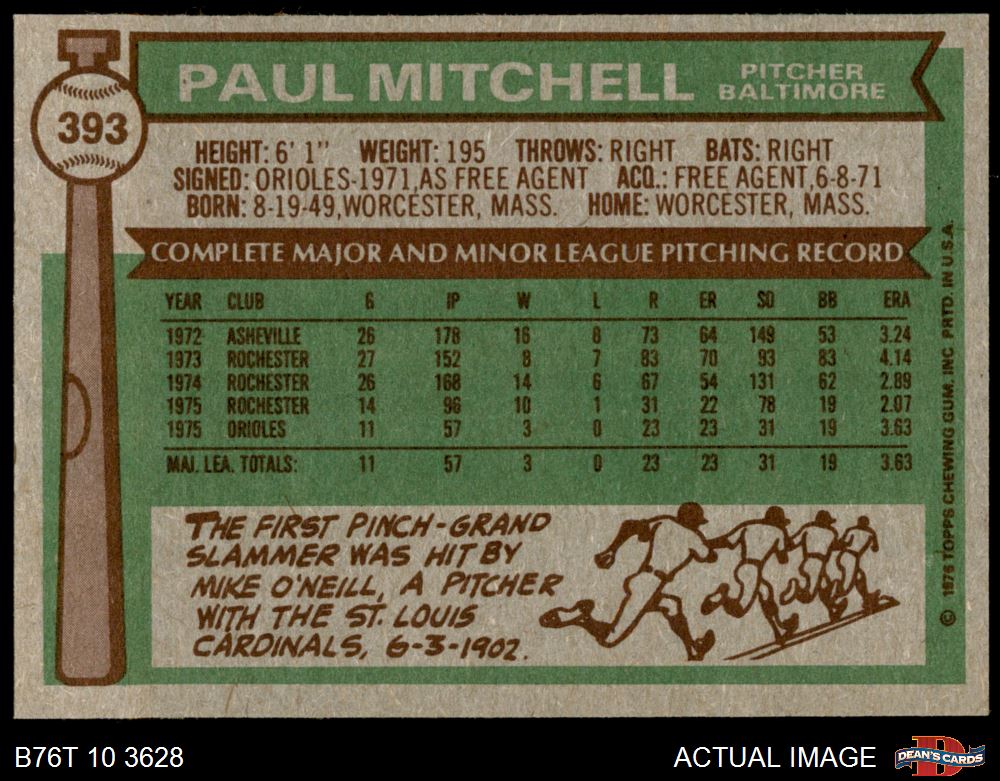 393
PAUL MITCHELL
PITCHER
BALTIMORE
HEIGHT: 6' 1" WEIGHT: 195 THROWS: RIGHT BATS: RIGHT
SIGNED: ORIOLES-1971, AS FREE AGENT ACQ.: FREE AGENT, 6-8-71
BORN: 8-19-49, WORCESTER, MASS. HOME: WORCESTER, MASS.
COMPLETE MAJOR AND MINOR LEAGUE PITCHING RECORD
YEAR CLUB G IP W L R ER SO BB ERA
1972 ASHEVILLE 26 178 16 8 73 64 149 53 3.24
1973 ROCHESTER 27 152 8 7 83 70 93 83 4.14
1974 ROCHESTER 26 168 14 6 67 54 131 62 2.89
1975 ROCHESTER 14 96 10 1 31 22 78 19 2.07
1975 ORIOLES 11 57 3 0 23 23 31 19 3.63
MAJ. LEA. TOTALS: 11 57 3 0 23 23 31 19 3.63
THE FIRST PINCH-GRAND
SLAMMER WAS HIT BY
MIKE O'NEILL, A PITCHER
WITH THE ST. LOUIS
CARDINALS, 6-3-1902.
© 1976 TOPPS CHEWING GUM, INC. PRTD. IN U.S.A.
B76T 10 3628
ACTUAL IMAGE
D
DEAN'S CARDS